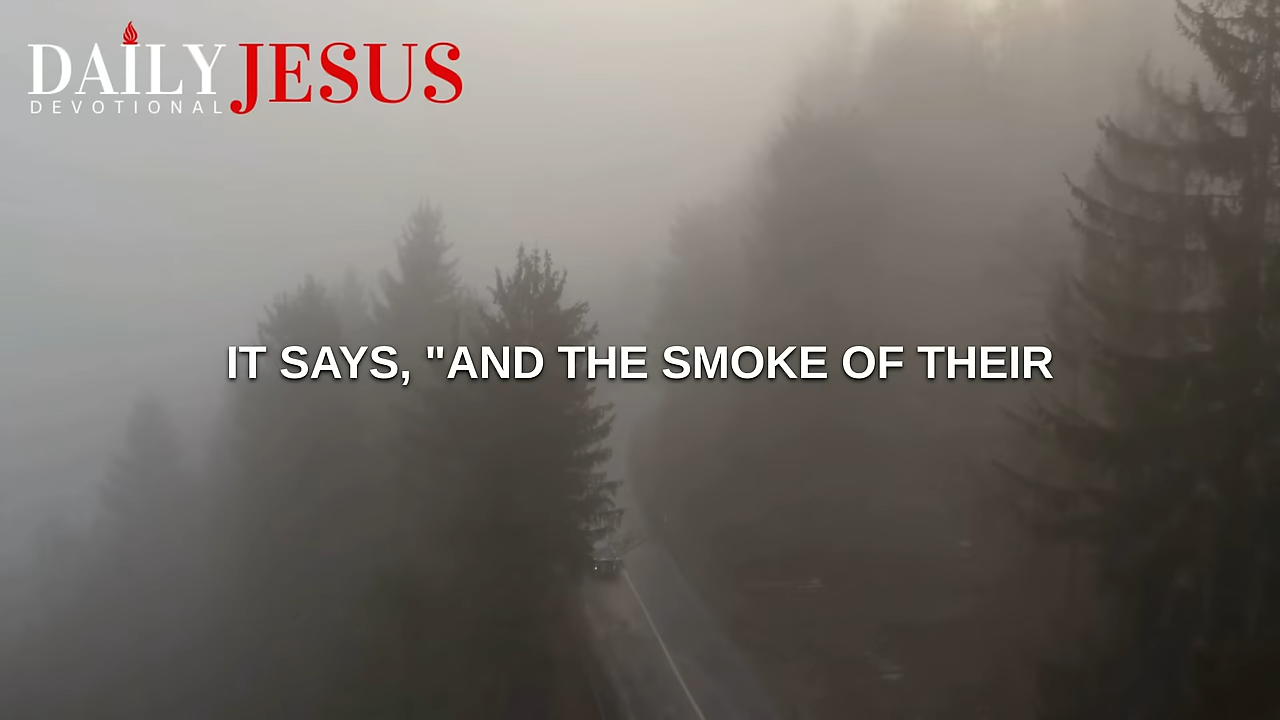 DAILY JESUS
DEVOTIONAL
IT SAYS, "AND THE SMOKE OF THEIR